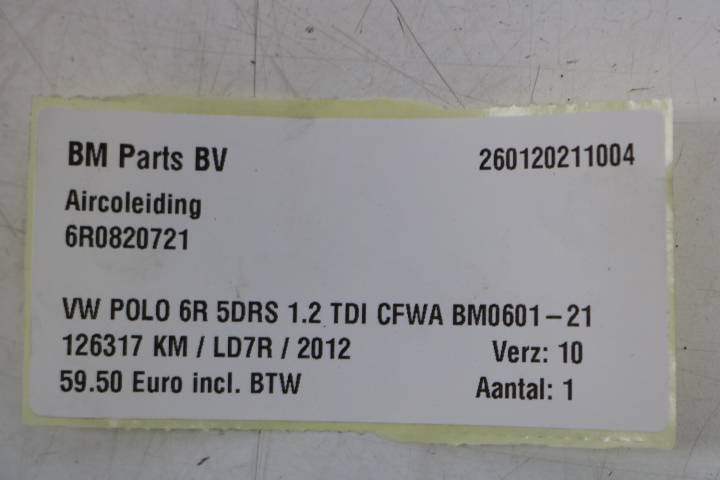 BM Parts BV 260120211004
Aircoleiding
6R0820721
VW POLO 6R 5DRS 1.2 TDI CFWA BM0601-21
126317 KM / LD7R / 2012 Verz: 10
59.50 Euro incl. BTW Aantal: 1